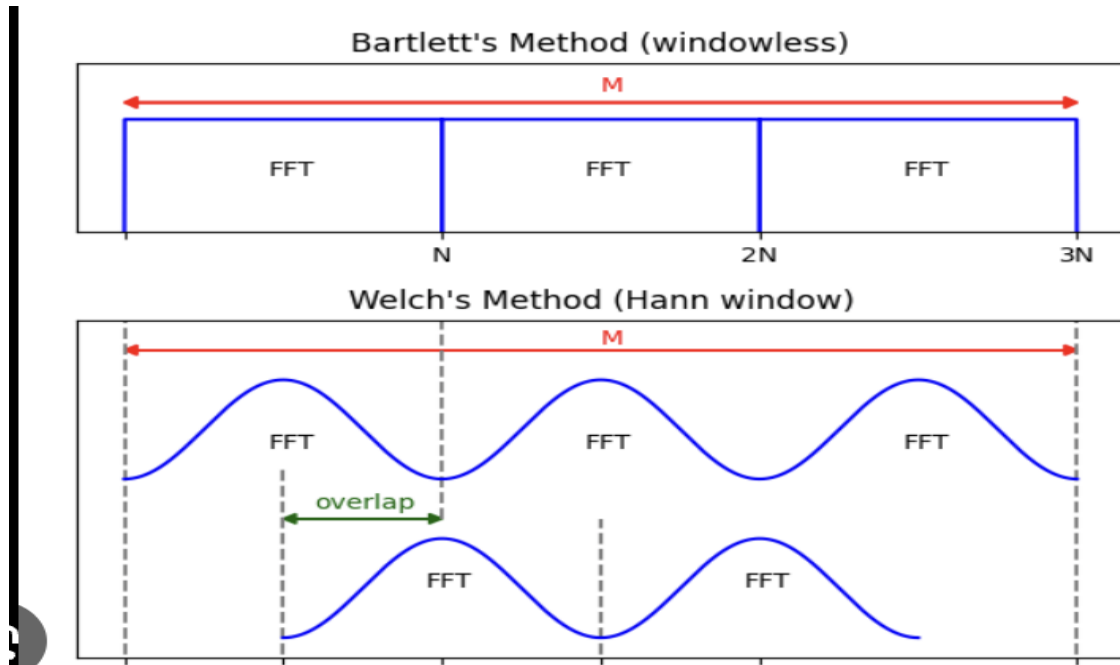 Bartlett's Method (windowless)
M
FFT FFT FFT
N 2N 3N
Welch's Method (Hann window)
M
FFT FFT FFT
overlap
FFT FFT